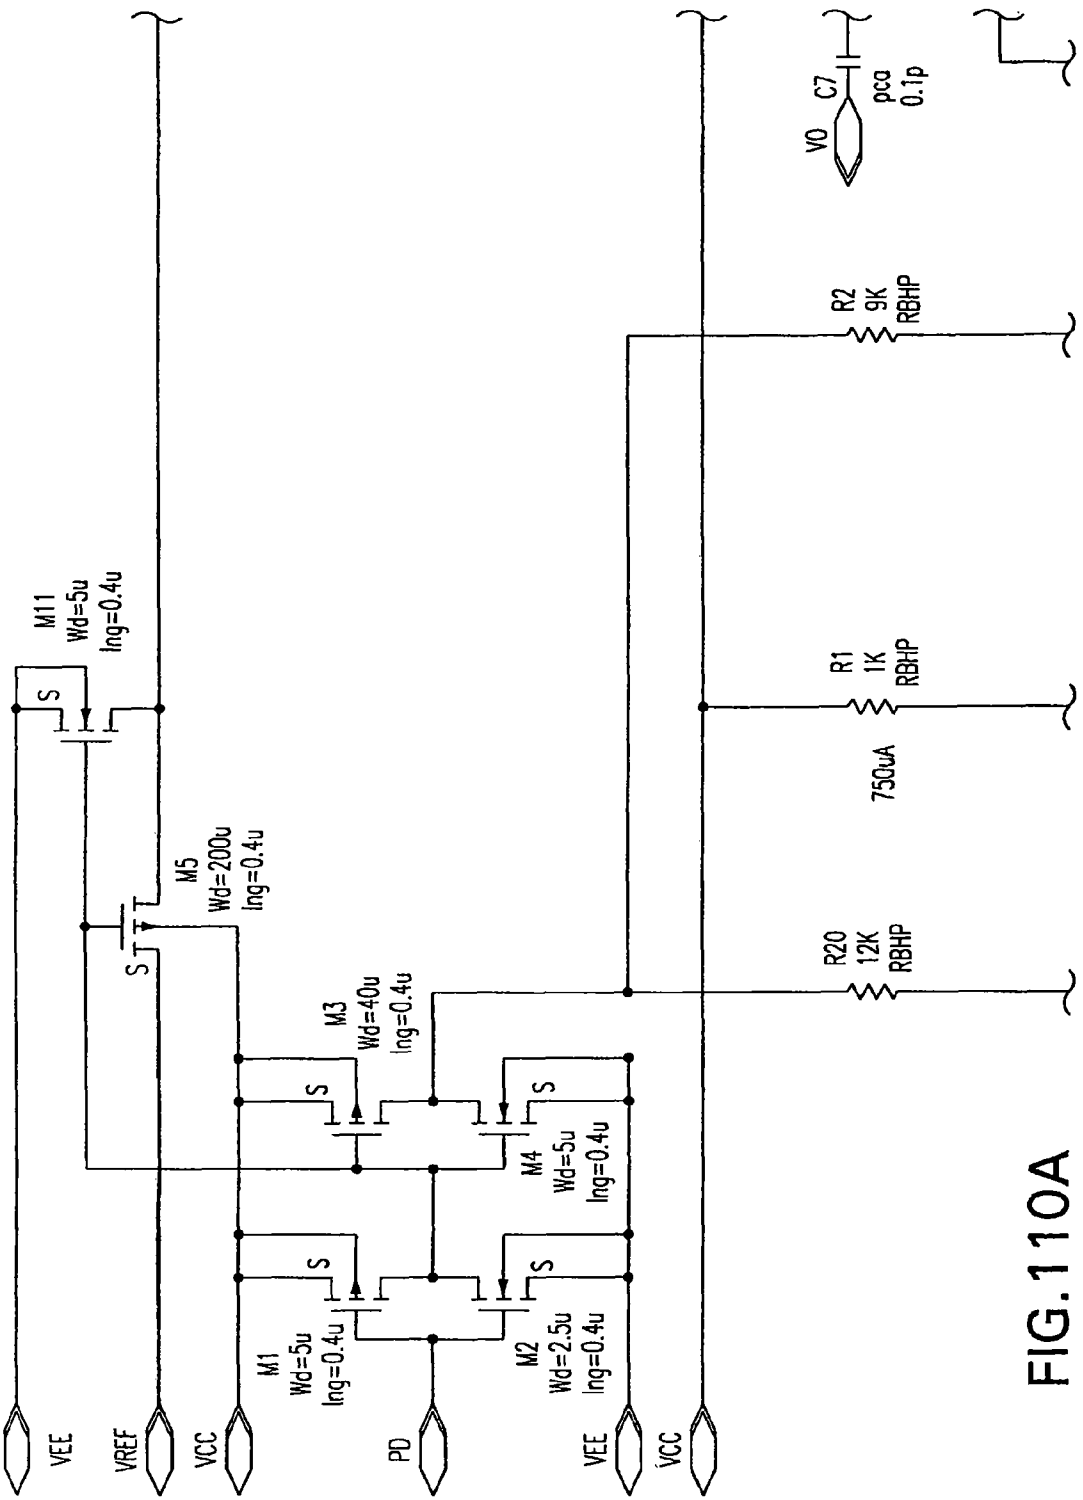 VEE
VREF
VCC
PD
VEE
VCC
M1
Wd=5u
lng=0.4u
S
M2
Wd=2.5u
lng=0.4u
S
M3
Wd=40u
lng=0.4u
S
M4
Wd=5u
lng=0.4u
S
M5
Wd=200u
lng=0.4u
S
M11
Wd=5u
lng=0.4u
S
R20
12K
RBHP
750uA
R1
1K
RBHP
R2
9K
RBHP
VO
C7
pca
0.1p
FIG.110A